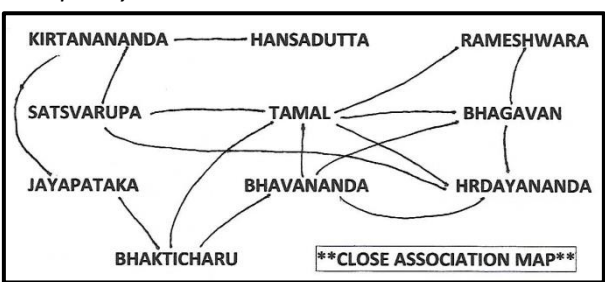 KIRTANANANDA HANSADUTTA RAMESHWARA
SATSVARUPA TAMAL BHAGAVAN
JAYAPATAKA BHAVANANDA HRDAYANANDA
BHAKTICHARU **CLOSE ASSOCIATION MAP**